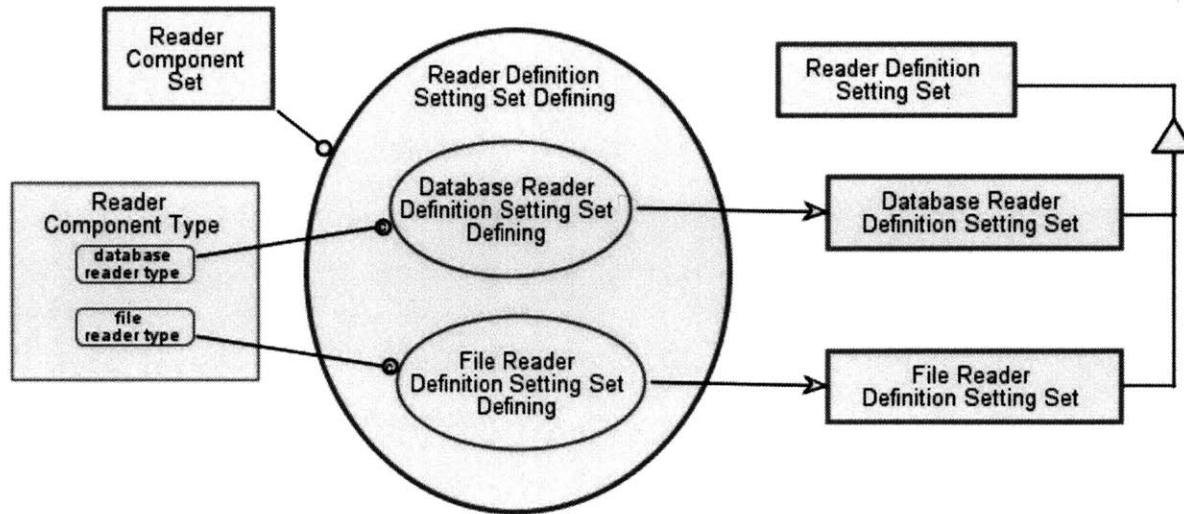 Reader
Component
Set
Reader Definition
Setting Set Defining
Reader Definition
Setting Set
Database Reader
Definition Setting Set
Defining
Database Reader
Definition Setting Set
Reader
Component Type
database
reader type
file
reader type
File Reader
Definition Setting Set
Defining
File Reader
Definition Setting Set